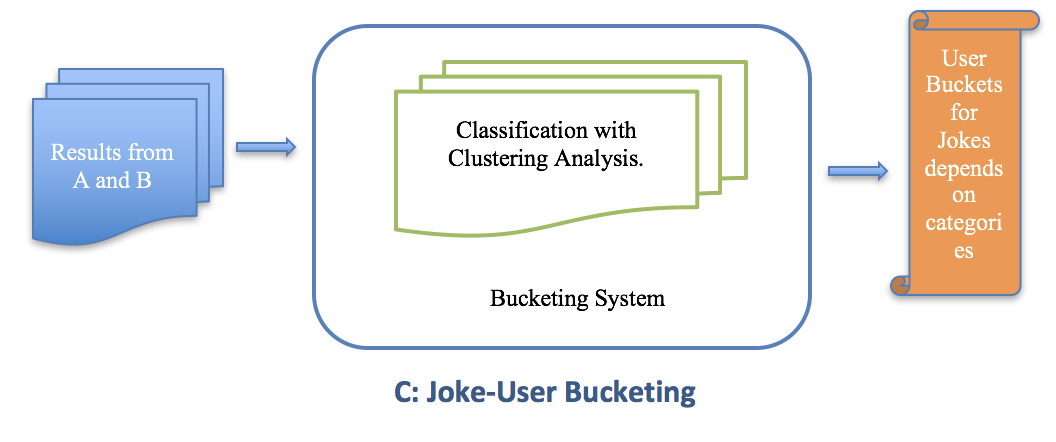 Results from
A and B
Classification with
Clustering Analysis.
Bucketing System
User
Buckets
for
Jokes
depends
on
categori
es
C: Joke-User Bucketing